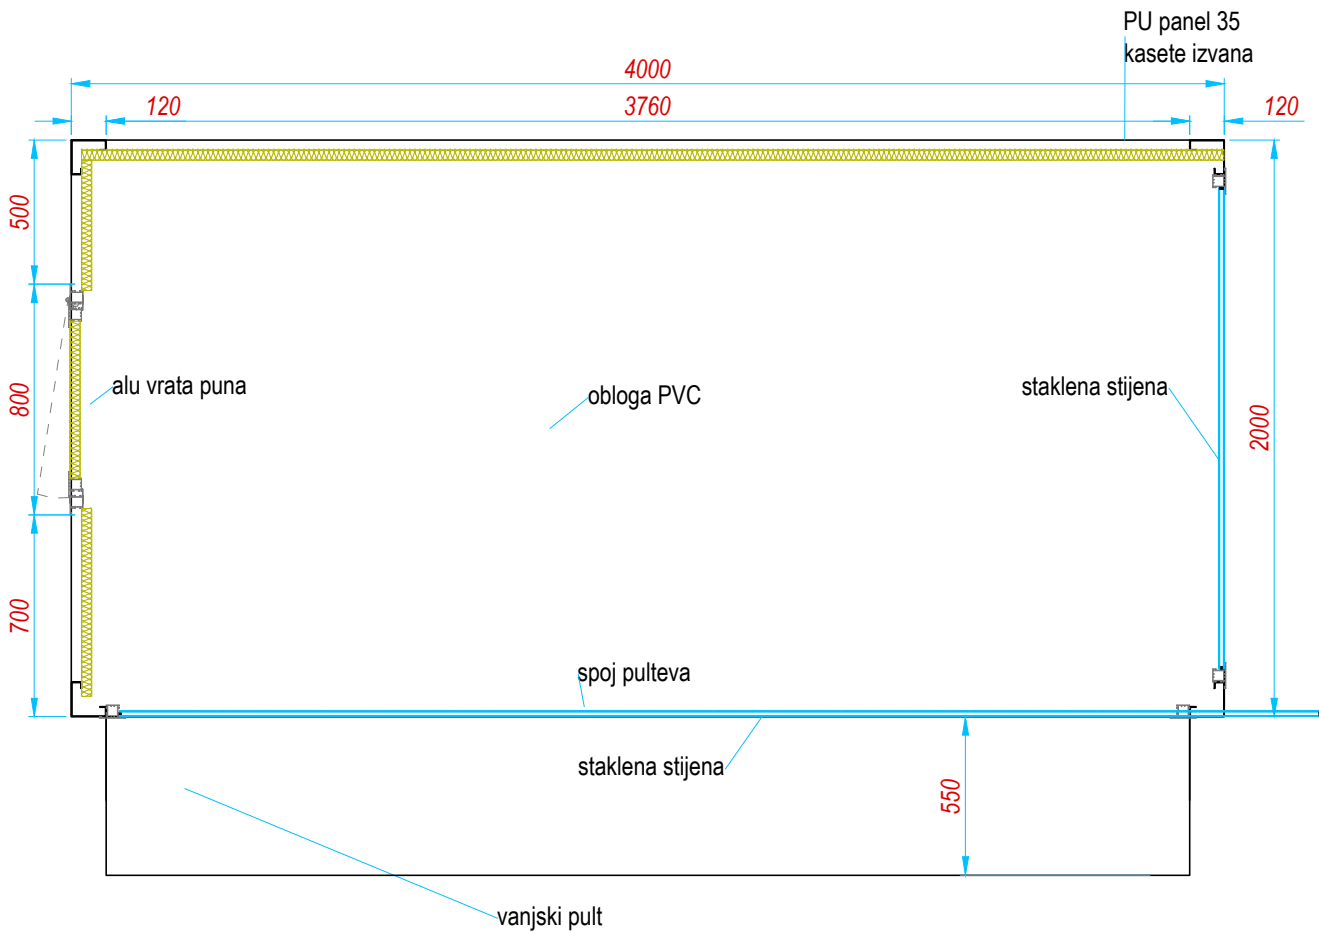 PU panel 35
kasete izvana
4000
120
3760
120
500
800
alu vrata puna
obloga PVC
staklena stijena
2000
700
spoj pulteva
staklena stijena
550
vanjski pult